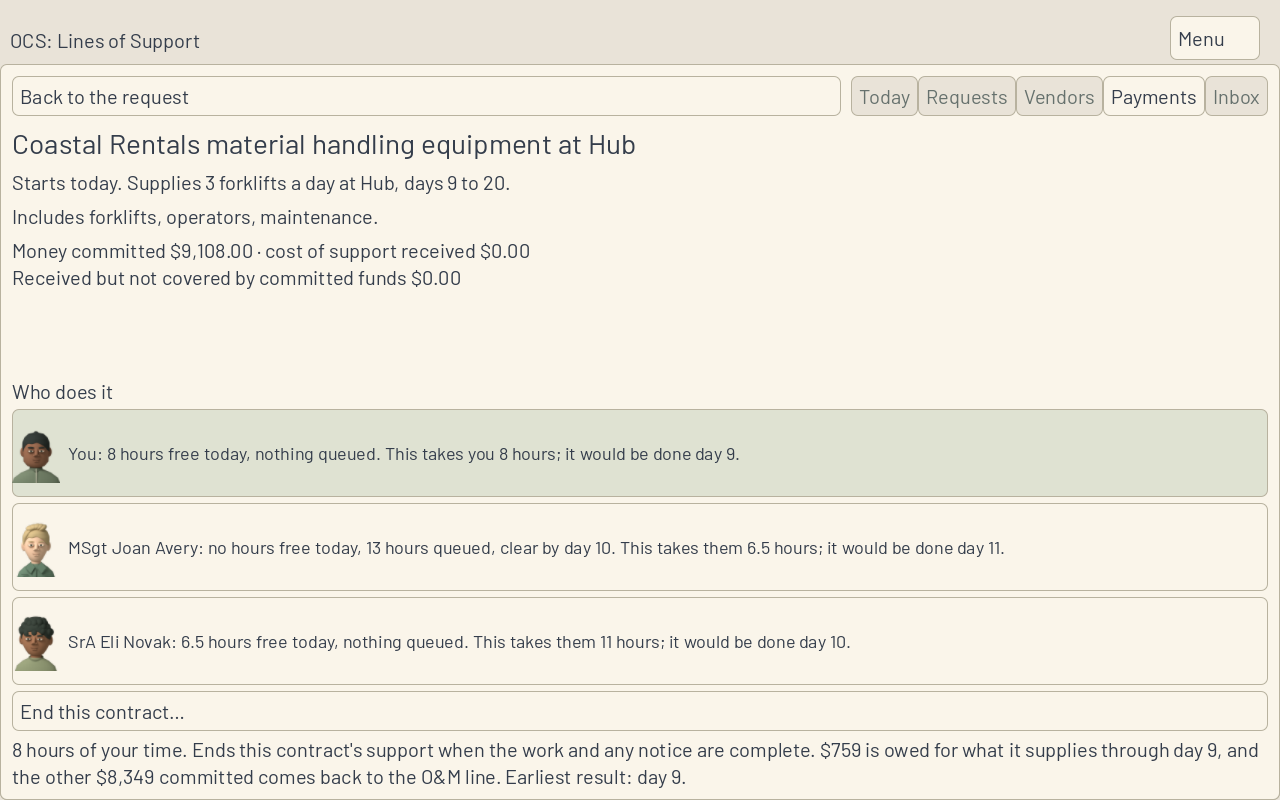 OCS: Lines of Support
Menu
Back to the request
Today
Requests
Vendors
Payments
Inbox
Coastal Rentals material handling equipment at Hub
Starts today. Supplies 3 forklifts a day at Hub, days 9 to 20.
Includes forklifts, operators, maintenance.
Money committed $9,108.00 · cost of support received $0.00
Received but not covered by committed funds $0.00
Who does it
You: 8 hours free today, nothing queued. This takes you 8 hours; it would be done day 9.
MSgt Joan Avery: no hours free today, 13 hours queued, clear by day 10. This takes them 6.5 hours; it would be done day 11.
SrA Eli Novak: 6.5 hours free today, nothing queued. This takes them 11 hours; it would be done day 10.
End this contract...
8 hours of your time. Ends this contract's support when the work and any notice are complete. $759 is owed for what it supplies through day 9, and
the other $8,349 committed comes back to the O&M line. Earliest result: day 9.